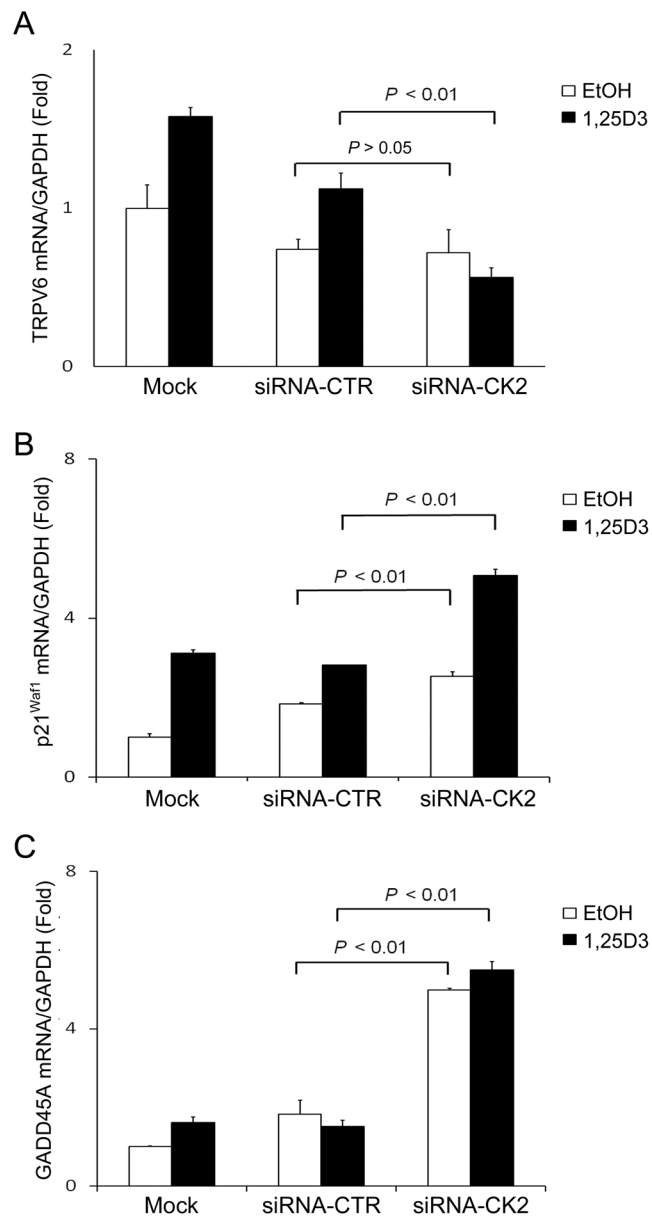 A
TRPV6 mRNA/GAPDH (Fold)
2
1
0
P < 0.01
P > 0.05
EtOH
1,25D3
Mock siRNA-CTR siRNA-CK2
B
p21Waf1 mRNA/GAPDH (Fold)
8
4
0
P < 0.01
P < 0.01
EtOH
1,25D3
Mock siRNA-CTR siRNA-CK2
C
GADD45A mRNA/GAPDH (Fold)
8
4
0
P < 0.01
P < 0.01
EtOH
1,25D3
Mock siRNA-CTR siRNA-CK2